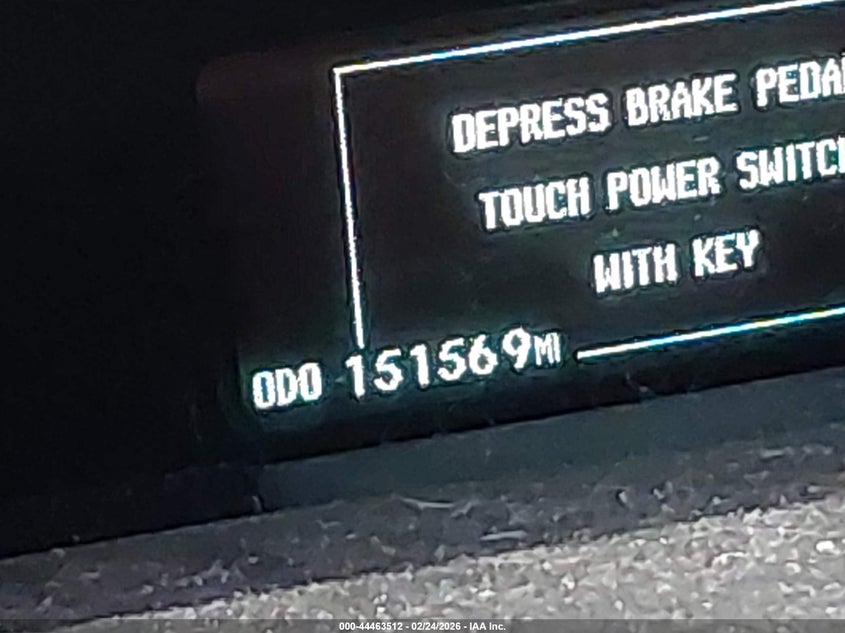 DEPRESS BRAKE PEDAL
TOUCH POWER SWITCH
WITH KEY
ODO 151569MI
000-44463512 - 02/24/2026 - IAA Inc.